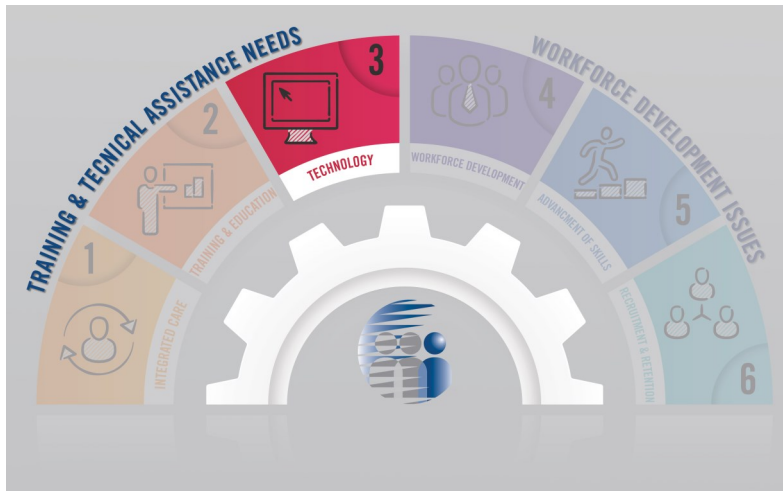 TRAINING & TECNICAL ASSISTANCE NEEDS
WORKFORCE DEVELOPMENT ISSUES
1
INTEGRATED CARE
2
TRAINING & EDUCATION
3
TECHNOLOGY
4
WORKFORCE DEVELOPMENT
5
ADVANCMENT OF SKILLS
6
RECRUITMENT & RETENTION